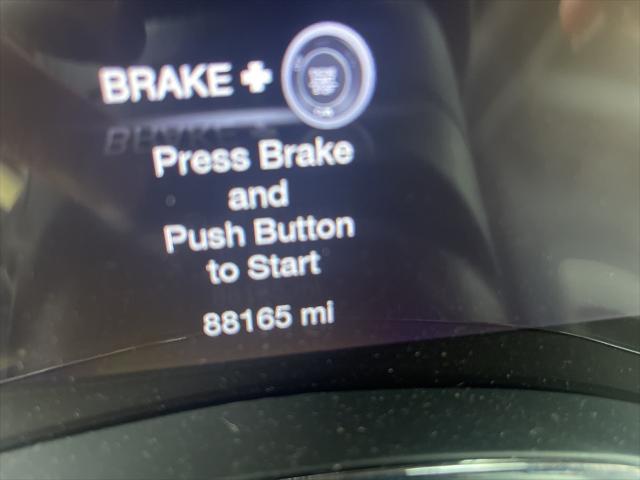 BRAKE +
Press Brake
and
Push Button
to Start
88165 mi